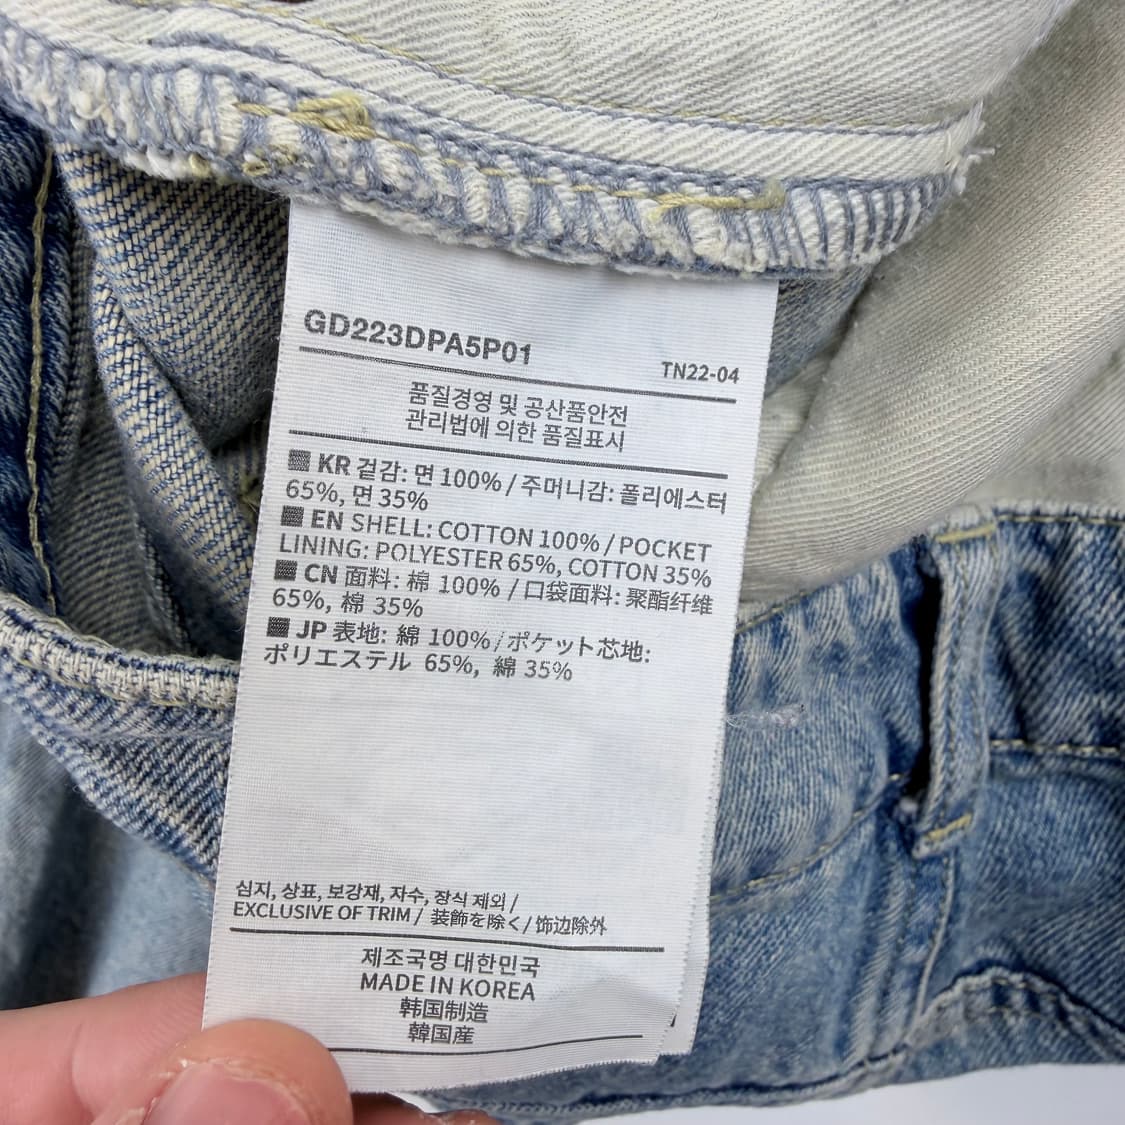 GD223DPA5P01
TN22-04
품질경영 및 공산품안전
관리법에 의한 품질표시
KR 겉감: 면 100% / 주머니감: 폴리에스터
65%, 면 35%
EN SHELL: COTTON 100% / POCKET
LINING: POLYESTER 65%, COTTON 35%
CN 面料: 棉 100% / 口袋面料: 聚酯纤维
65%, 棉 35%
JP 表地: 綿 100% / ポケット芯地:
ポリエステル 65%, 綿 35%
심지, 상표, 보강재, 자수, 장식 제외 /
EXCLUSIVE OF TRIM / 装飾を除く / 饰边除外
제조국명 대한민국
MADE IN KOREA
韩国制造
韓国産